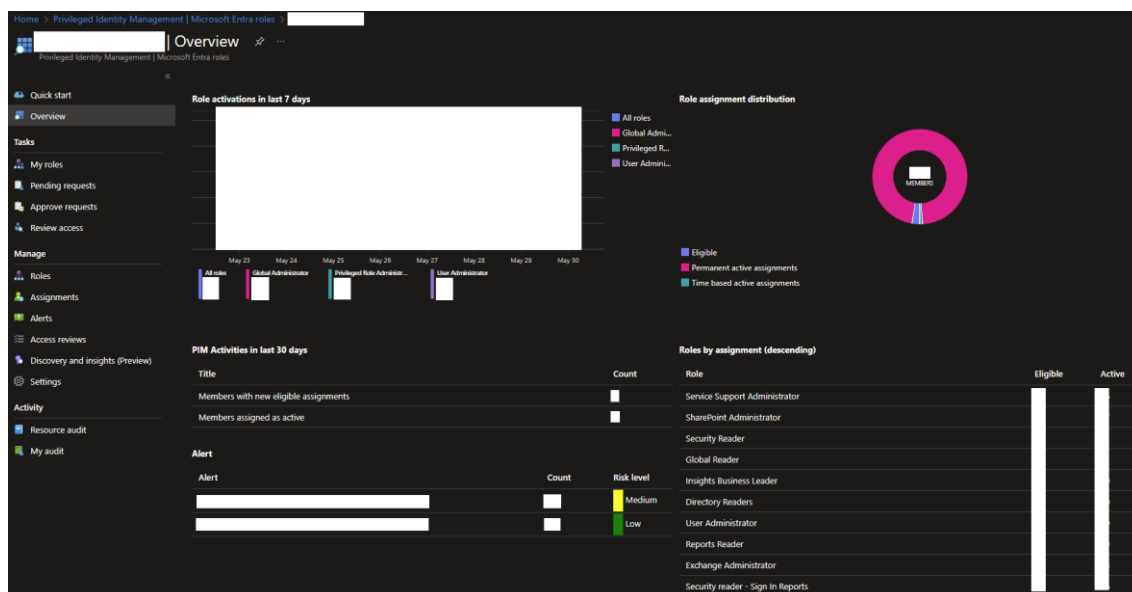 Home > Privileged Identity Management | Microsoft Entra roles >
| Overview ...
Privileged Identity Management | Microsoft Entra roles
«
Quick start
Overview
Tasks
My roles
Pending requests
Approve requests
Review access
Manage
Roles
Assignments
Alerts
Access reviews
Discovery and insights (Preview)
Settings
Activity
Resource audit
My audit
Role activations in last 7 days
All roles
Global Admi...
Privileged R...
User Admini...
May 23 May 24 May 25 May 26 May 27 May 28 May 29 May 30
All roles Global Administrator Privileged Role Administr... User Administrator
Role assignment distribution
MEMBERS
Eligible
Permanent active assignments
Time based active assignments
PIM Activities in last 30 days
Title Count
Members with new eligible assignments
Members assigned as active
Alert
Alert Count Risk level
Medium
Low
Roles by assignment (descending)
Role Eligible Active
Service Support Administrator
SharePoint Administrator
Security Reader
Global Reader
Insights Business Leader
Directory Readers
User Administrator
Reports Reader
Exchange Administrator
Security reader - Sign In Reports